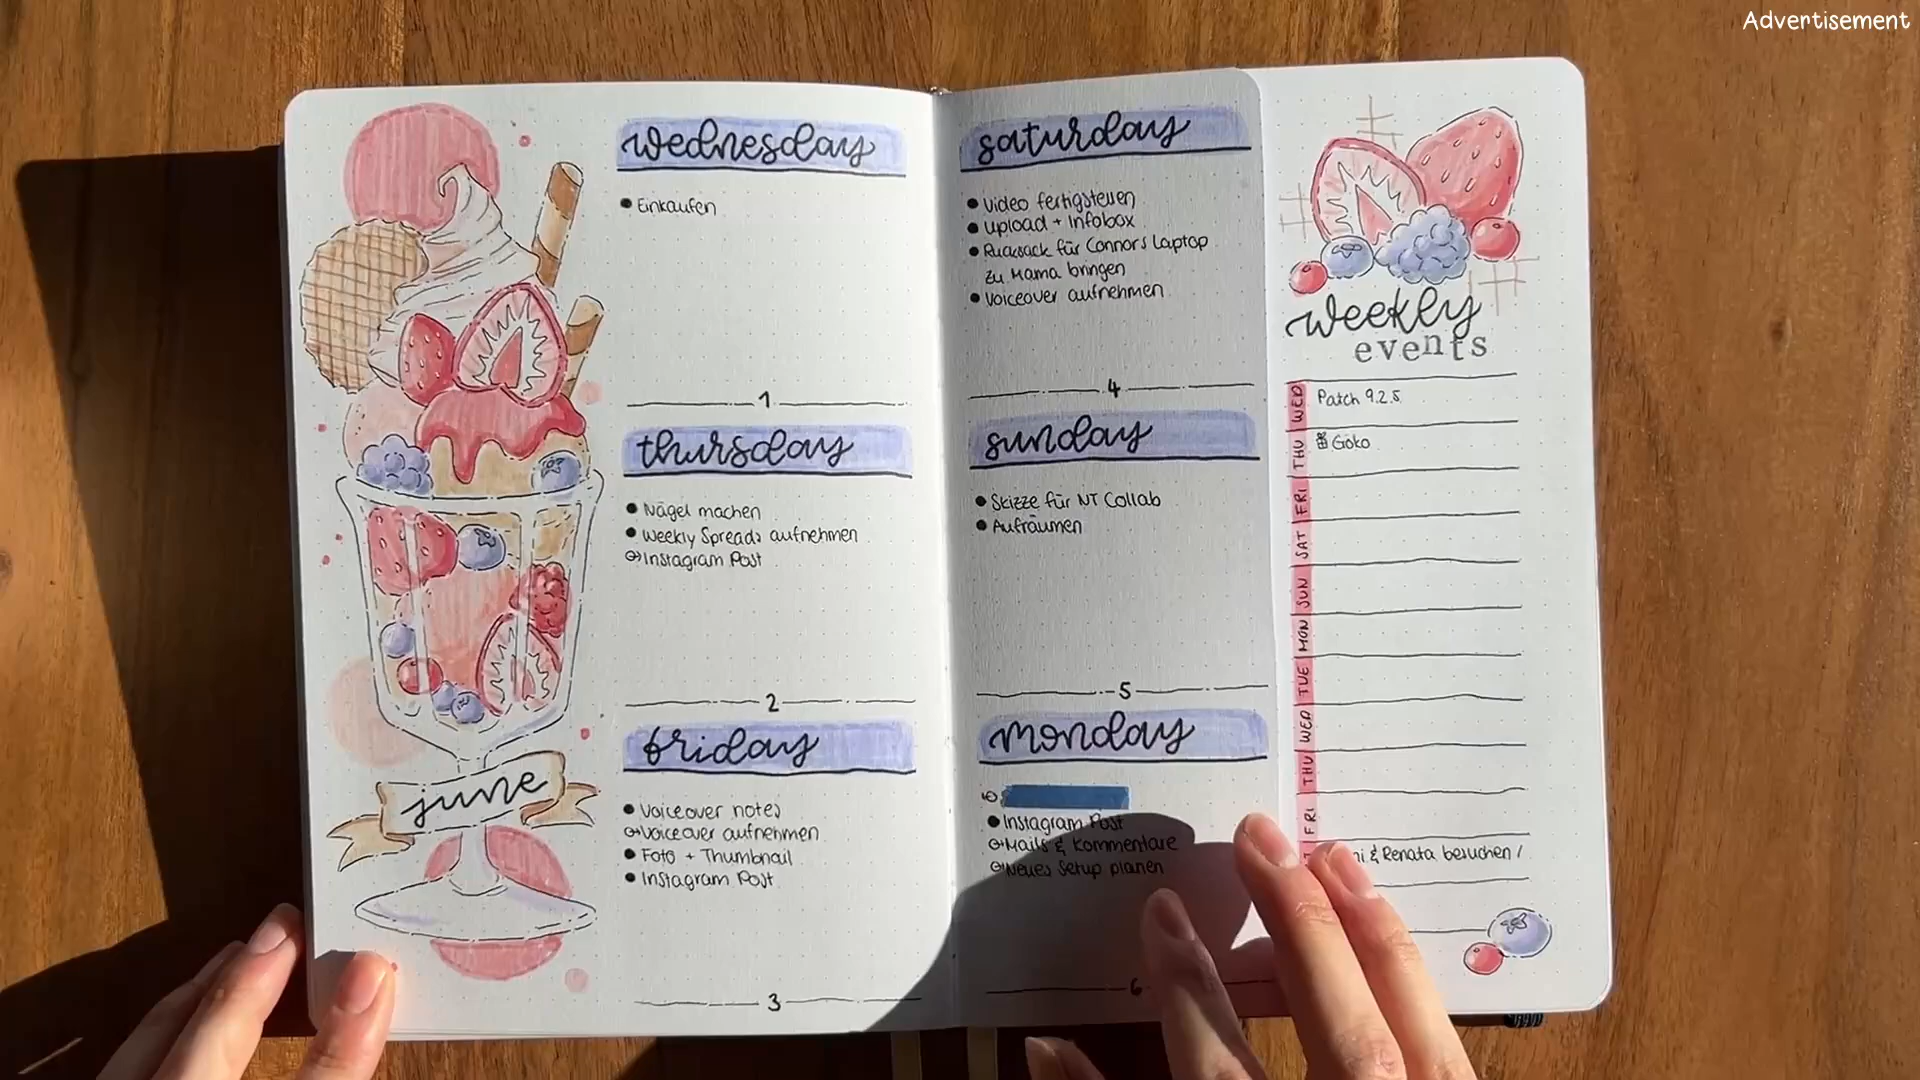 Advertisement
wednesday
Einkaufen
1
thursday
Nägel machen
Weekly Spreads aufnehmen
Instagram Post
2
friday
Voiceover notes
Voiceover aufnehmen
Foto + Thumbnail
Instagram Post
3
june
saturday
Video fertigstellen
upload + Infobox
Rucksack für Connors Laptop
zu Mama bringen
Voiceover aufnehmen
4
sunday
Skizze für NT Collab
Aufräumen
5
monday
Instagram Post
Mails & Kommentare
Neues Setup planen
6
weekly
events
WED Patch 9.2.5
THU Goko
FRI
SAT
SUN
MON
TUE
WED
THU
FRI
& Renata besuchen /